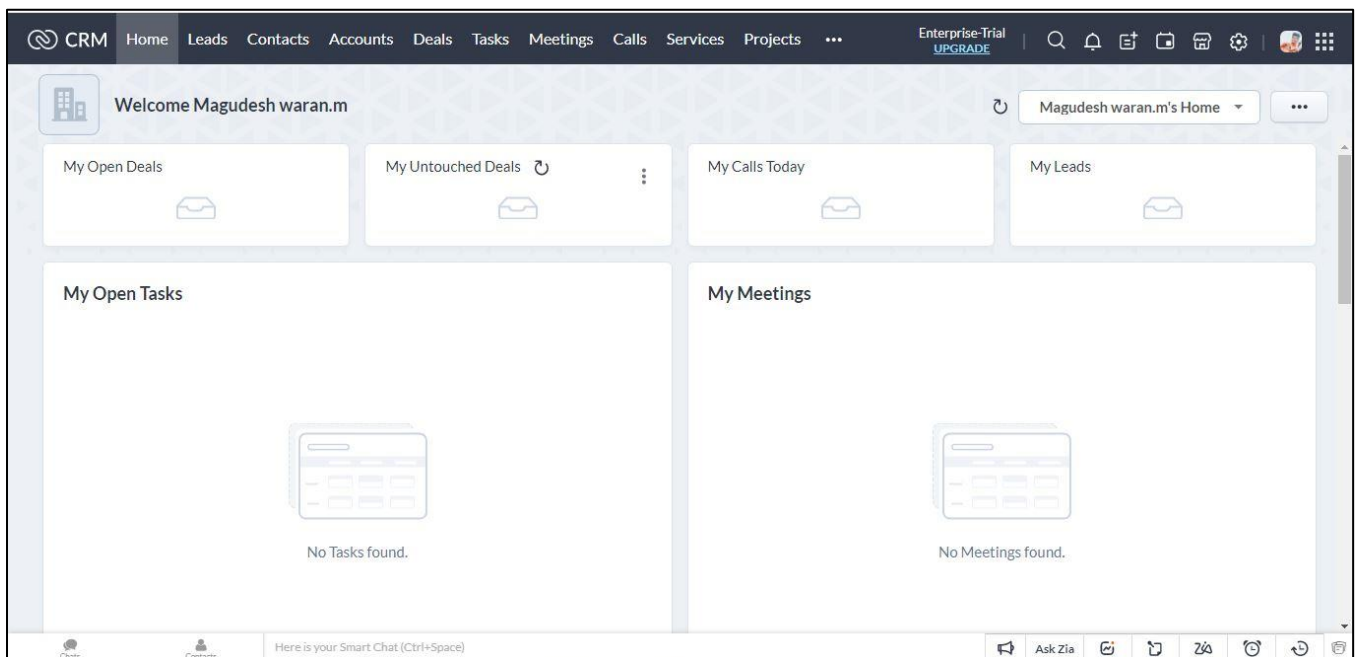 CRM Home Leads Contacts Accounts Deals Tasks Meetings Calls Services Projects ••• Enterprise-Trial
UPGRADE
Welcome Magudesh waran.m Magudesh waran.m's Home •••
My Open Deals My Untouched Deals My Calls Today My Leads
My Open Tasks My Meetings
No Tasks found. No Meetings found.
Chats Contacts Here is your Smart Chat (Ctrl+Space) Ask Zia